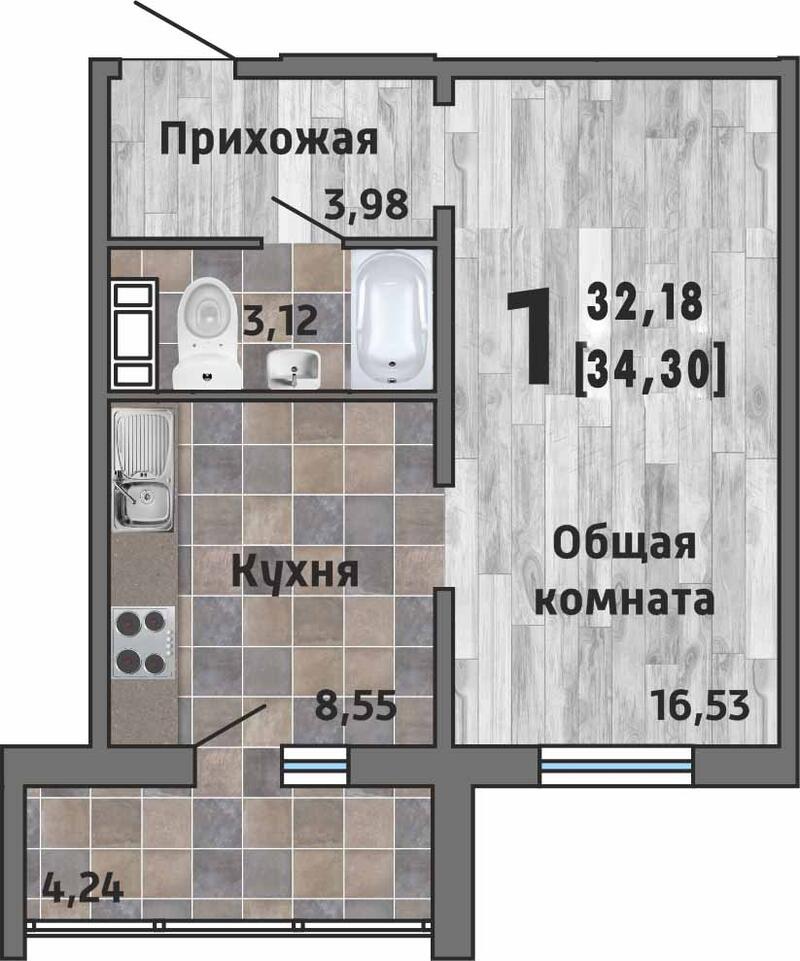 Прихожая
3,98
3,12
1
32,18
[34,30]
Кухня
8,55
Общая
комната
16,53
4,24